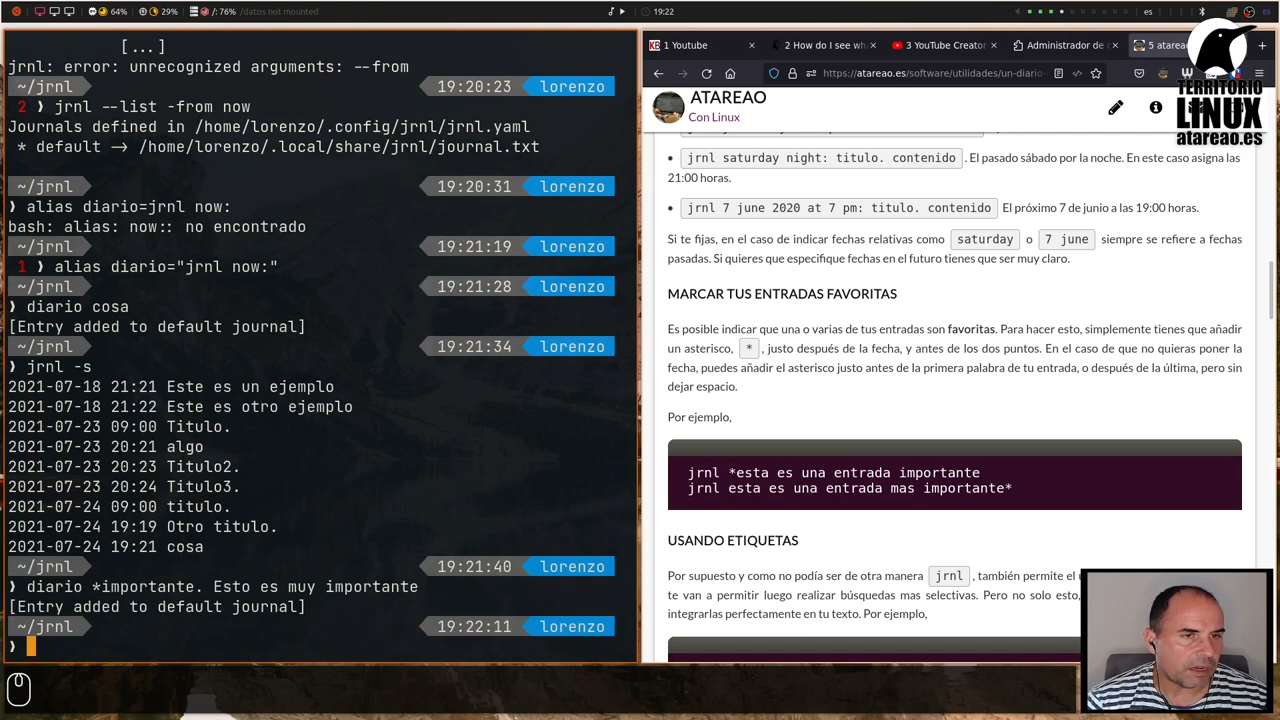 64% 29% /: 76% /datos not mounted 19:22 es ES
[...]
jrnl: error: unrecognized arguments: --from
~/jrnl 19:20:23 lorenzo
2 ❯ jrnl --list -from now
Journals defined in /home/lorenzo/.config/jrnl/jrnl.yaml
* default -> /home/lorenzo/.local/share/jrnl/journal.txt
~/jrnl 19:20:31 lorenzo
❯ alias diario=jrnl now:
bash: alias: now:: no encontrado
~/jrnl 19:21:19 lorenzo
1 ❯ alias diario="jrnl now:"
~/jrnl 19:21:28 lorenzo
❯ diario cosa
[Entry added to default journal]
~/jrnl 19:21:34 lorenzo
❯ jrnl -s
2021-07-18 21:21 Este es un ejemplo
2021-07-18 21:22 Este es otro ejemplo
2021-07-23 09:00 Titulo.
2021-07-23 20:21 algo
2021-07-23 20:23 Titulo2.
2021-07-23 20:24 Titulo3.
2021-07-24 09:00 titulo.
2021-07-24 19:19 Otro titulo.
2021-07-24 19:21 cosa
~/jrnl 19:21:40 lorenzo
❯ diario *importante. Esto es muy importante
[Entry added to default journal]
~/jrnl 19:22:11 lorenzo
❯
1 Youtube 2 How do I see wh 3 YouTube Creator Administrador de 5 atareao
https://atareao.es/software/utilidades/un-diario
ATAREAO
Con Linux
TERRITORIO
LINUX
atareao.es
• jrnl saturday night: titulo. contenido . El pasado sábado por la noche. En este caso asigna las
21:00 horas.
• jrnl 7 june 2020 at 7 pm: titulo. contenido El próximo 7 de junio a las 19:00 horas.
Si te fijas, en el caso de indicar fechas relativas como saturday o 7 june siempre se refiere a fechas
pasadas. Si quieres que especifique fechas en el futuro tienes que ser muy claro.
MARCAR TUS ENTRADAS FAVORITAS
Es posible indicar que una o varias de tus entradas son favoritas. Para hacer esto, simplemente tienes que añadir
un asterisco, * , justo después de la fecha, y antes de los dos puntos. En el caso de que no quieras poner la
fecha, puedes añadir el asterisco justo antes de la primera palabra de tu entrada, o después de la última, pero sin
dejar espacio.
Por ejemplo,
jrnl *esta es una entrada importante
jrnl esta es una entrada mas importante*
USANDO ETIQUETAS
Por supuesto y como no podía ser de otra manera jrnl , también permite el
te van a permitir luego realizar búsquedas mas selectivas. Pero no solo esto,
integrarlas perfectamente en tu texto. Por ejemplo,